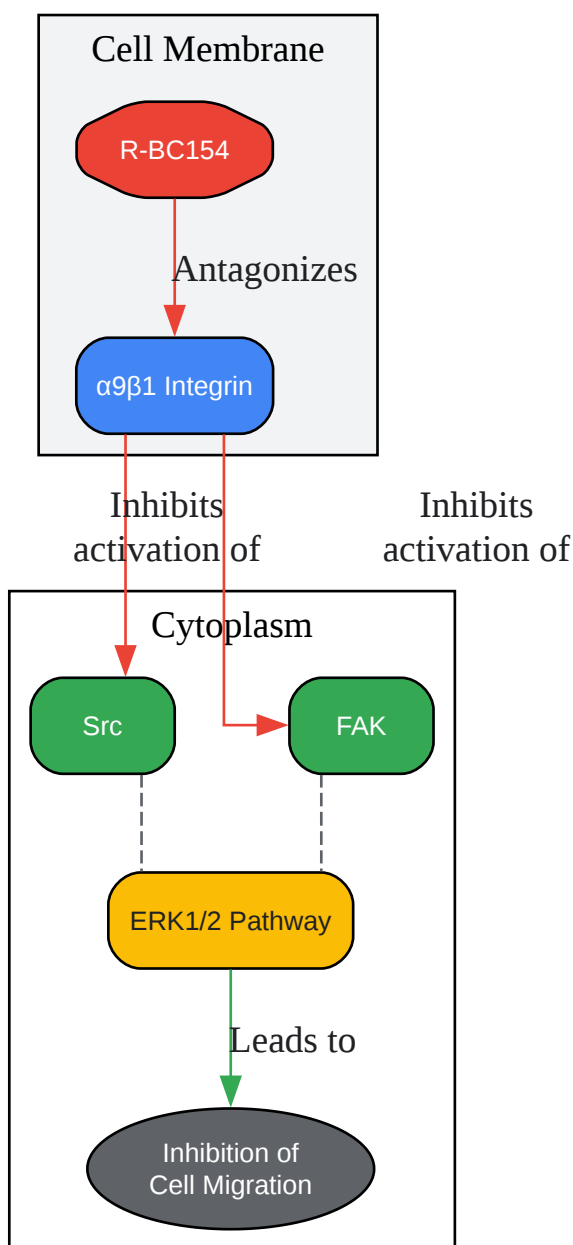 Cell Membrane
R-BC154
Antagonizes
α9β1 Integrin
Inhibits
activation of
Inhibits
activation of
Cytoplasm
Src
FAK
ERK1/2 Pathway
Leads to
Inhibition of
Cell Migration